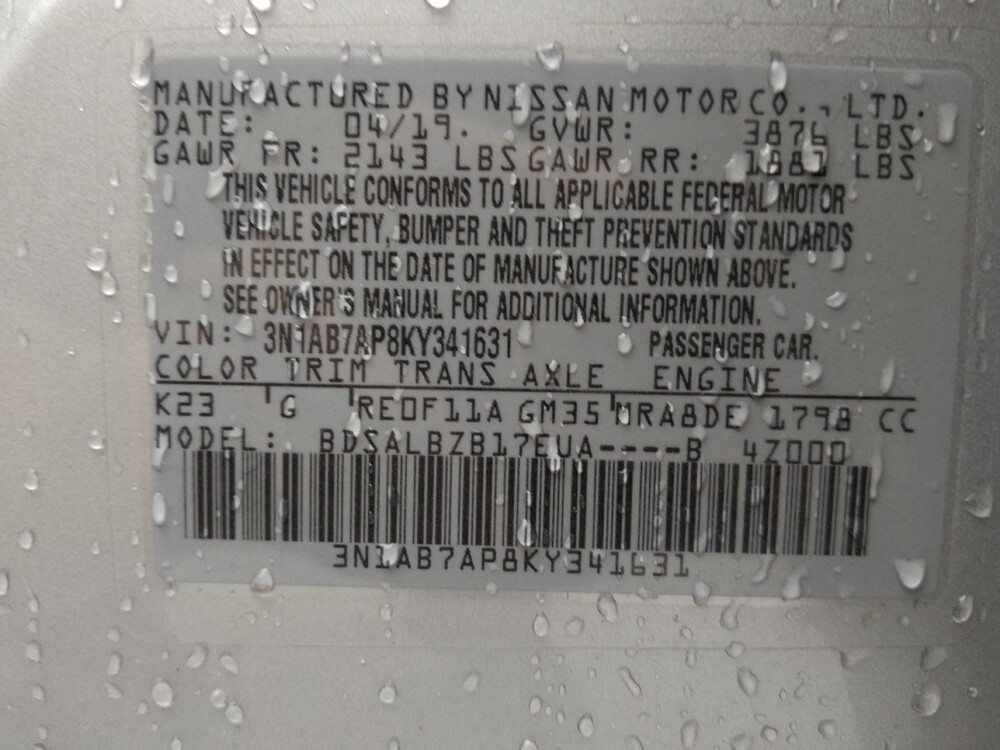 MANUFACTURED BY NISSAN MOTOR CO., LTD.
DATE: 04/19. GVWR: 3876 LBS
GAWR FR: 2143 LBS GAWR RR: 1881 LBS
THIS VEHICLE CONFORMS TO ALL APPLICABLE FEDERAL MOTOR
VEHICLE SAFETY, BUMPER AND THEFT PREVENTION STANDARDS
IN EFFECT ON THE DATE OF MANUFACTURE SHOWN ABOVE.
SEE OWNER'S MANUAL FOR ADDITIONAL INFORMATION.
VIN: 3N1AB7AP8KY341631 PASSENGER CAR.
COLOR TRIM TRANS AXLE ENGINE
K23 G RE0F11A GM35 MRA8DE 1798 CC
MODEL: BDSALBZB17EUA----B 4Z000
3N1AB7AP8KY341631